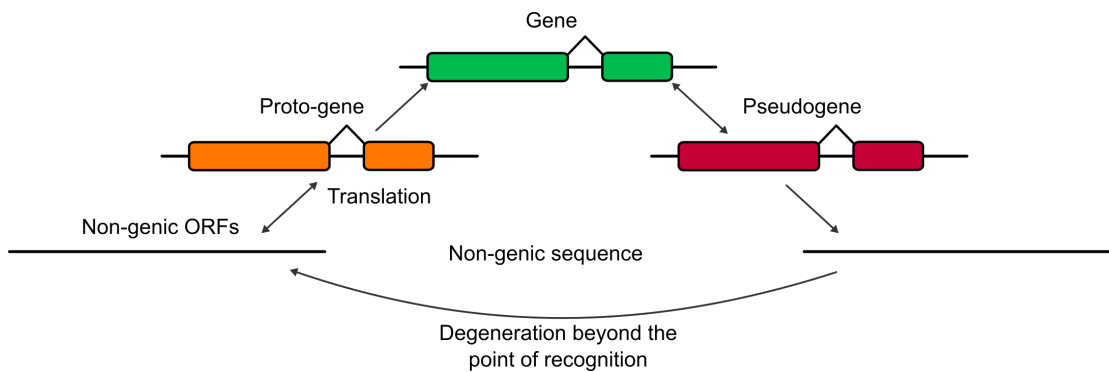 Gene
Proto-gene
Pseudogene
Translation
Non-genic ORFs
Non-genic sequence
Degeneration beyond the
point of recognition